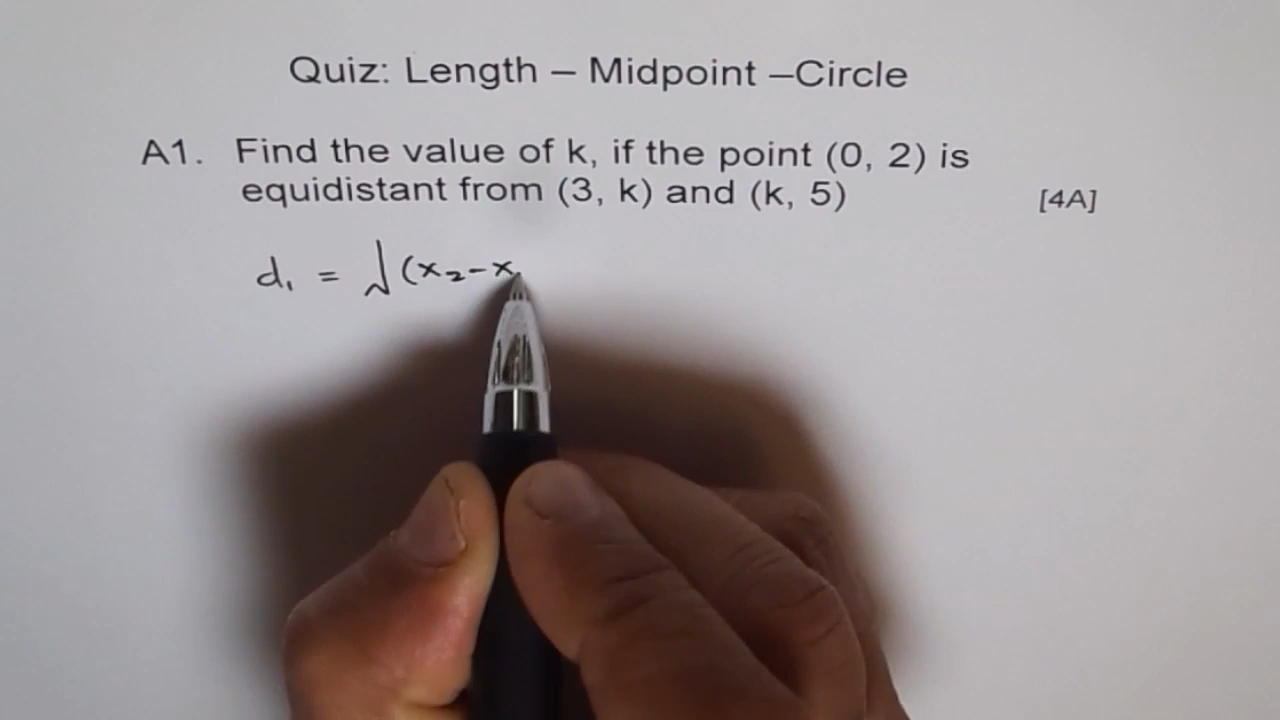 Quiz: Length – Midpoint –Circle
A1. Find the value of k, if the point (0, 2) is
equidistant from (3, k) and (k, 5) [4A]
d₁ = √(x₂-x